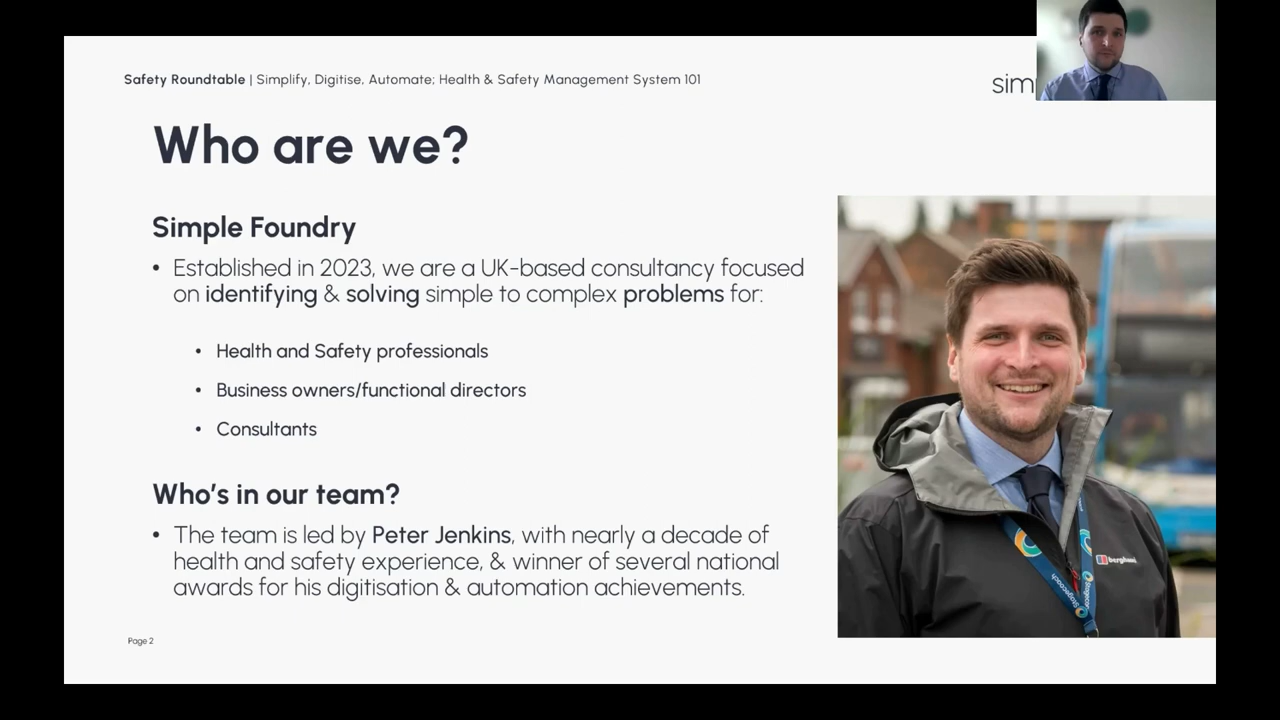 Safety Roundtable | Simplify, Digitise, Automate; Health & Safety Management System 101
Who are we?
Simple Foundry
• Established in 2023, we are a UK-based consultancy focused
on identifying & solving simple to complex problems for:
• Health and Safety professionals
• Business owners/functional directors
• Consultants
Who's in our team?
• The team is led by Peter Jenkins, with nearly a decade of
health and safety experience, & winner of several national
awards for his digitisation & automation achievements.
berghaus
Stagecoach
Page 2